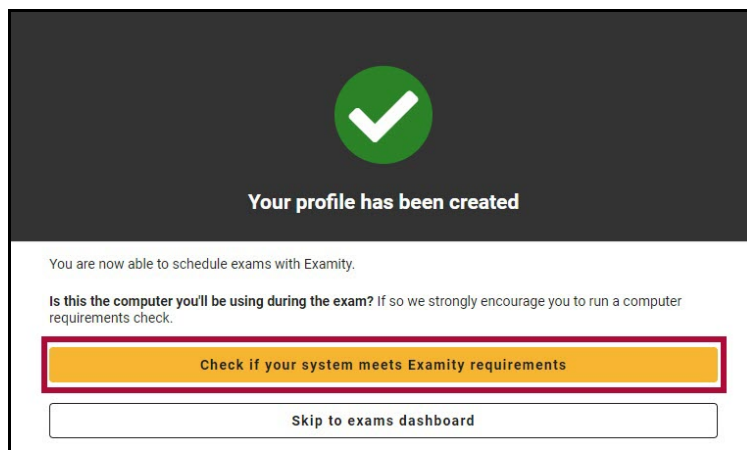 Your profile has been created
You are now able to schedule exams with Examity.
Is this the computer you'll be using during the exam? If so we strongly encourage you to run a computer
requirements check.
Check if your system meets Examity requirements
Skip to exams dashboard